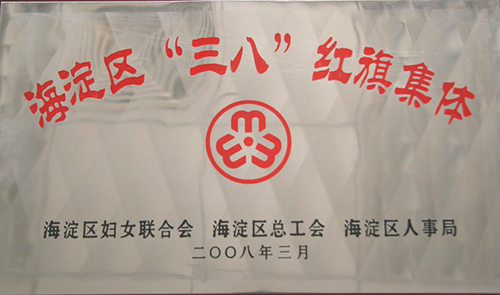 海淀区“三八”红旗集体
海淀区妇女联合会 海淀区总工会 海淀区人事局
二〇〇八年三月